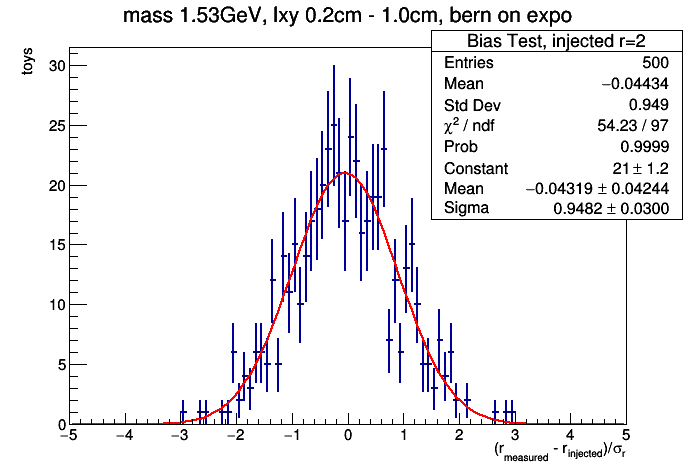 mass 1.53GeV, lxy 0.2cm - 1.0cm, bern on expo
Bias Test, injected r=2
Entries 500
Mean −0.04434
Std Dev 0.949
χ² / ndf 54.23 / 97
Prob 0.9999
Constant 21 ± 1.2
Mean −0.04319 ± 0.04244
Sigma 0.9482 ± 0.0300
toys
30
25
20
15
10
5
0
−5 −4 −3 −2 −1 0 1 2 3 4 5
(r_measured - r_injected)/σ_r